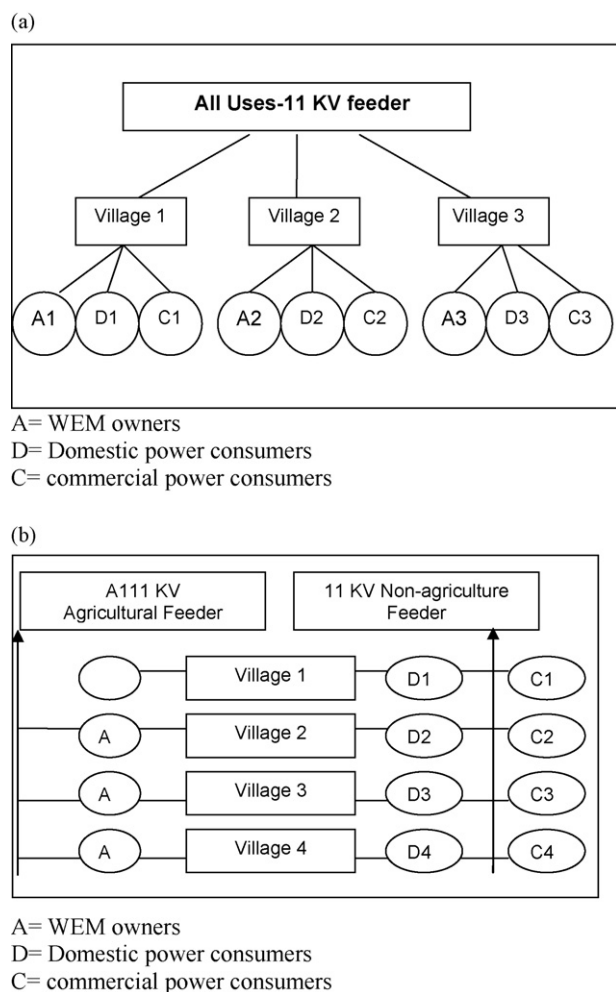 (a)
All Uses-11 KV feeder
Village 1 Village 2 Village 3
A1 D1 C1 A2 D2 C2 A3 D3 C3
A= WEM owners
D= Domestic power consumers
C= commercial power consumers
(b)
A111 KV 11 KV Non-agriculture
Agricultural Feeder Feeder
Village 1 D1 C1
A Village 2 D2 C2
A Village 3 D3 C3
A Village 4 D4 C4
A= WEM owners
D= Domestic power consumers
C= commercial power consumers